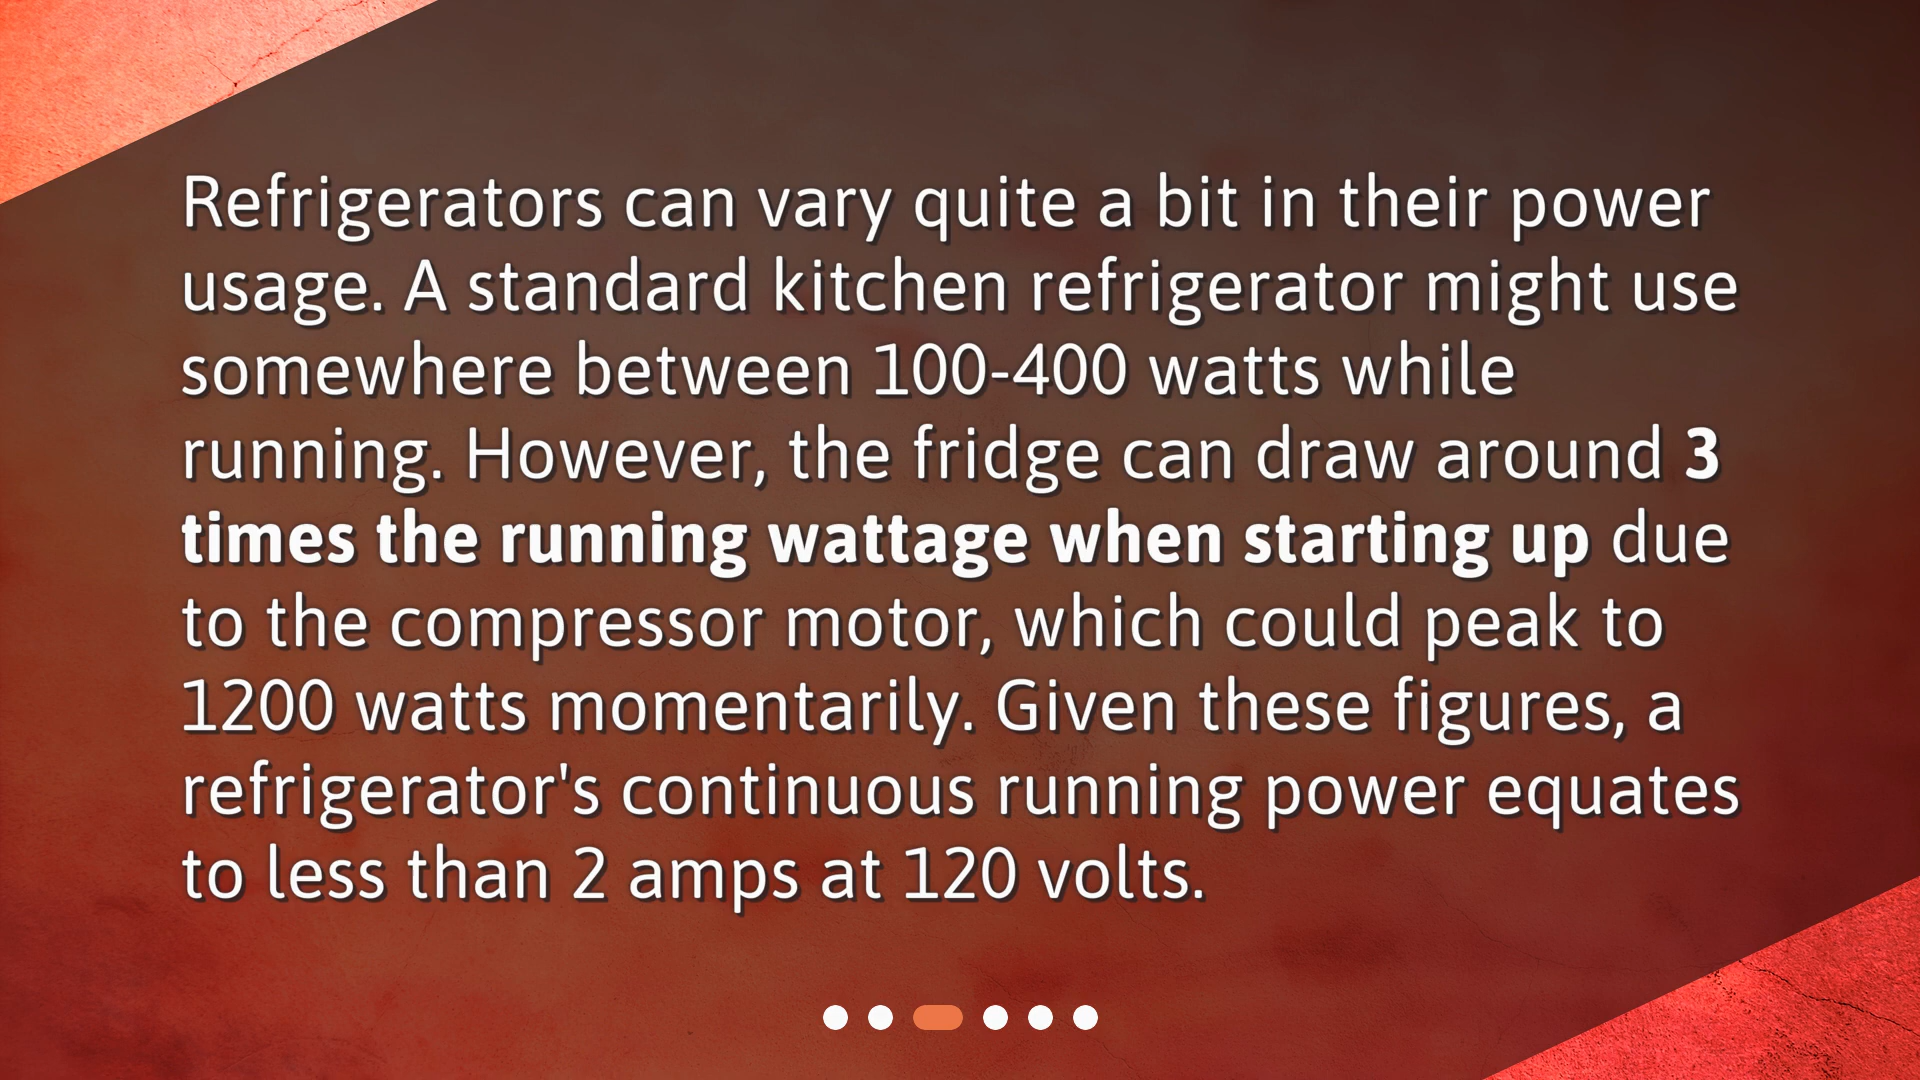 Refrigerators can vary quite a bit in their power
usage. A standard kitchen refrigerator might use
somewhere between 100-400 watts while
running. However, the fridge can draw around 3
times the running wattage when starting up due
to the compressor motor, which could peak to
1200 watts momentarily. Given these figures, a
refrigerator's continuous running power equates
to less than 2 amps at 120 volts.